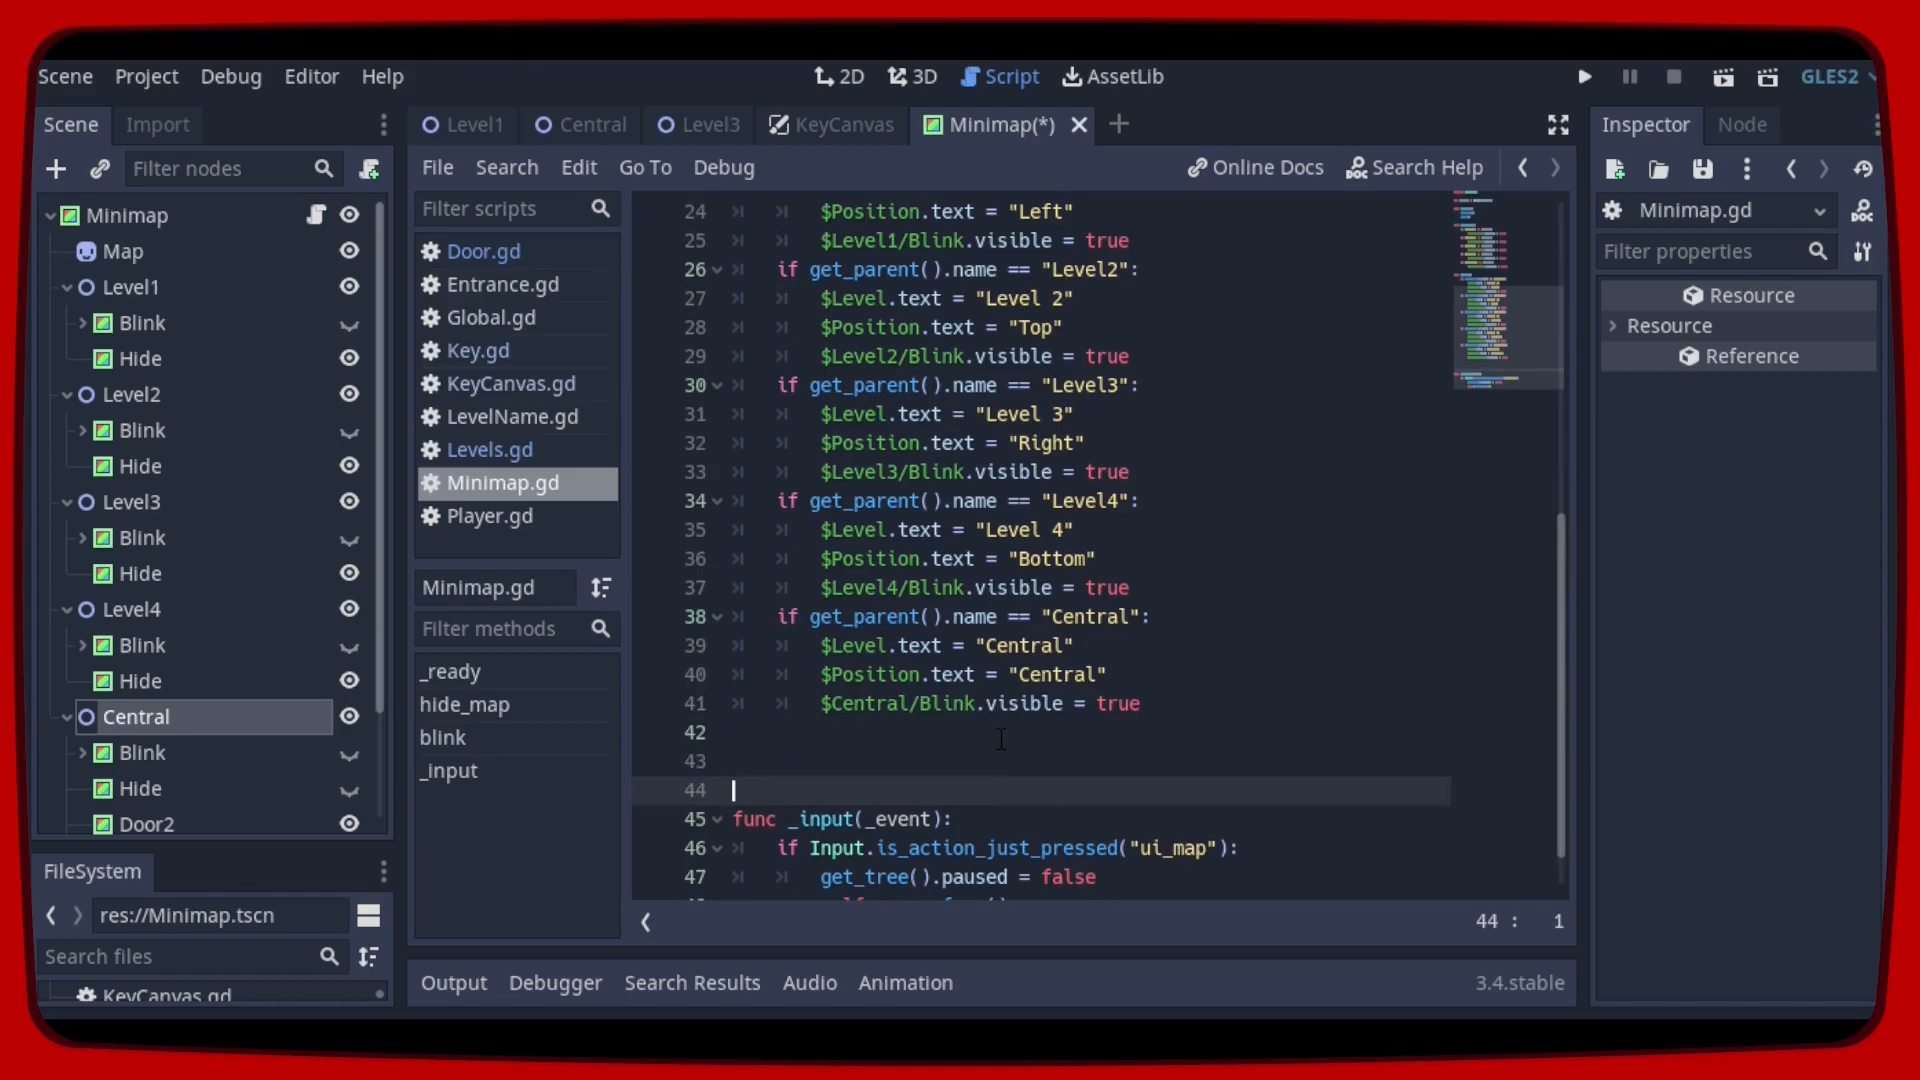 Scene Project Debug Editor Help 2D 3D Script AssetLib GLES2
Scene Import
Level1 Central Level3 KeyCanvas Minimap(*)
Inspector Node
Filter nodes
File Search Edit Go To Debug Online Docs Search Help
Minimap
Map
Level1
Blink
Hide
Level2
Blink
Hide
Level3
Blink
Hide
Level4
Blink
Hide
Central
Blink
Hide
Door2
FileSystem
res://Minimap.tscn
Search files
KeyCanvas.gd
Filter scripts
Door.gd
Entrance.gd
Global.gd
Key.gd
KeyCanvas.gd
LevelName.gd
Levels.gd
Minimap.gd
Player.gd
Minimap.gd
Filter methods
_ready
hide_map
blink
_input
24 $Position.text = "Left"
25 $Level1/Blink.visible = true
26 if get_parent().name == "Level2":
27 $Level.text = "Level 2"
28 $Position.text = "Top"
29 $Level2/Blink.visible = true
30 if get_parent().name == "Level3":
31 $Level.text = "Level 3"
32 $Position.text = "Right"
33 $Level3/Blink.visible = true
34 if get_parent().name == "Level4":
35 $Level.text = "Level 4"
36 $Position.text = "Bottom"
37 $Level4/Blink.visible = true
38 if get_parent().name == "Central":
39 $Level.text = "Central"
40 $Position.text = "Central"
41 $Central/Blink.visible = true
42
43
44
45 func _input(_event):
46 if Input.is_action_just_pressed("ui_map"):
47 get_tree().paused = false
44 : 1
Output Debugger Search Results Audio Animation 3.4.stable
Minimap.gd
Filter properties
Resource
Resource
Reference